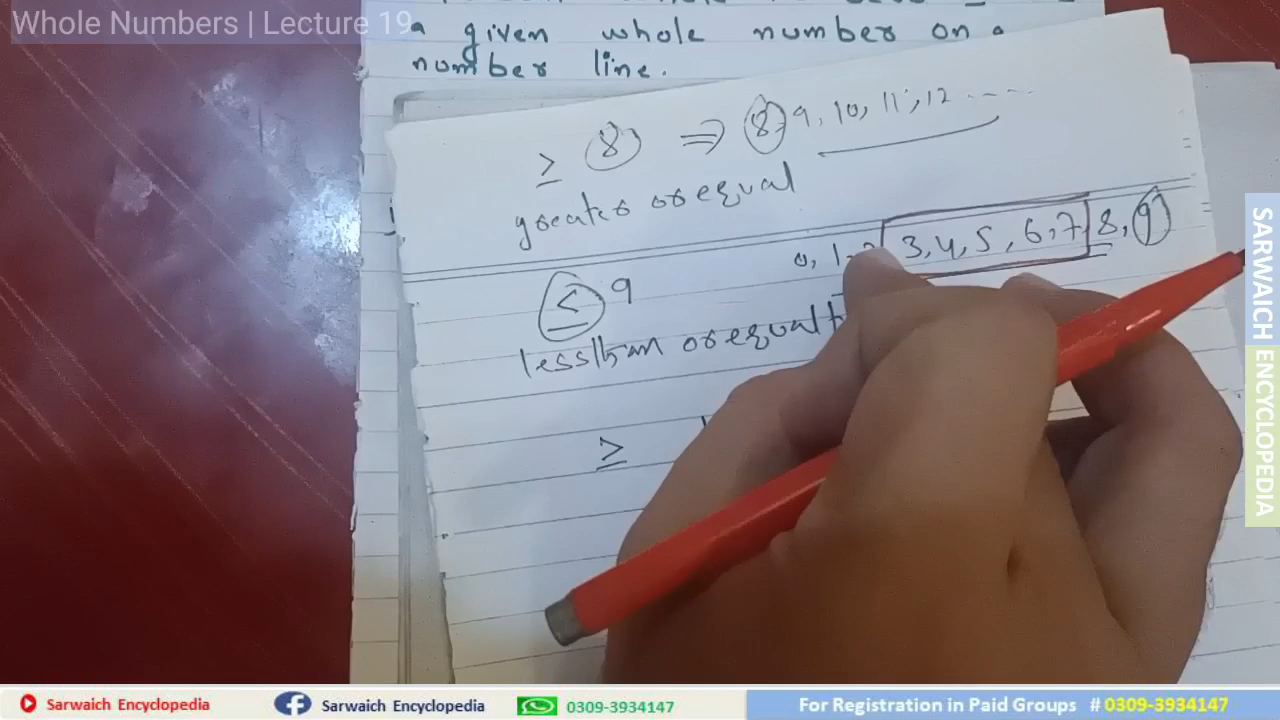 Whole Numbers | Lecture 19
a given whole number on a
number line.
≥ 8 ⇒ 8, 9, 10, 11, 12 .....
greater or equal
0, 1, 2 3, 4, 5, 6, 7, 8, 9
≤ 9
less than or equal t
≥
SARWAICH ENCYCLOPEDIA
Sarwaich Encyclopedia
Sarwaich Encyclopedia
0309-3934147
For Registration in Paid Groups # 0309-3934147